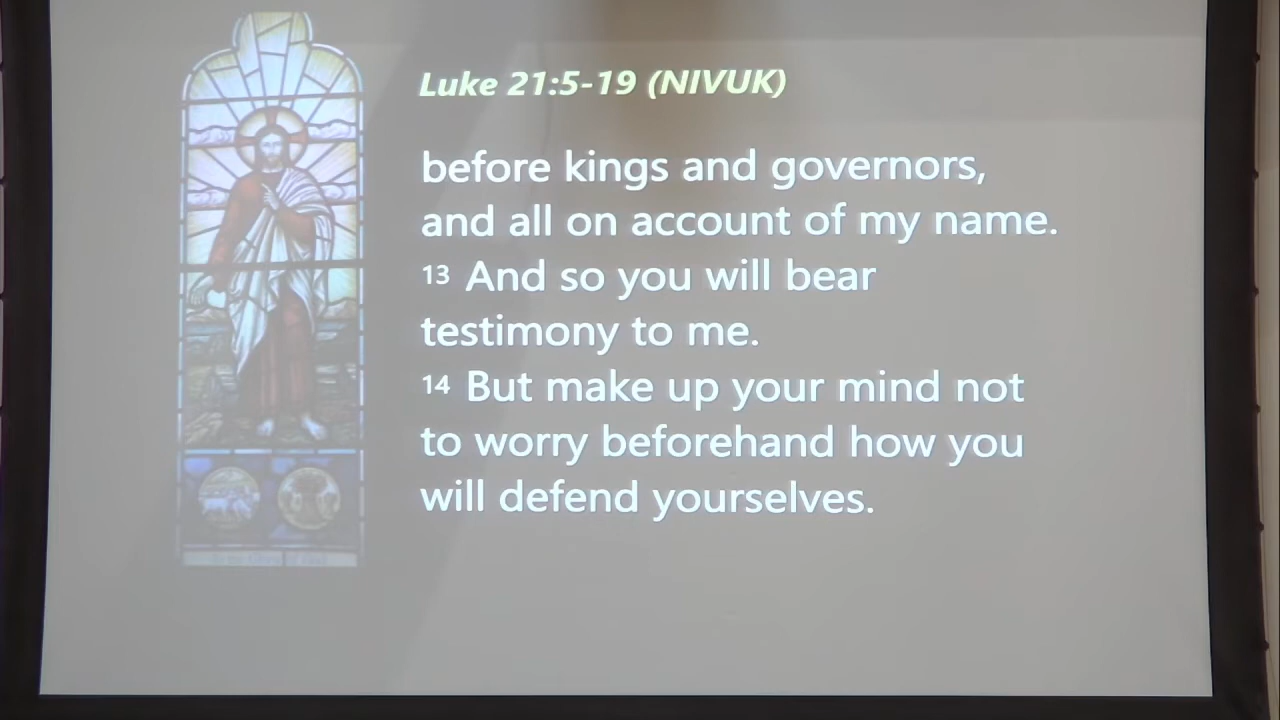 Luke 21:5-19 (NIVUK)
before kings and governors,
and all on account of my name.
13 And so you will bear
testimony to me.
14 But make up your mind not
to worry beforehand how you
will defend yourselves.